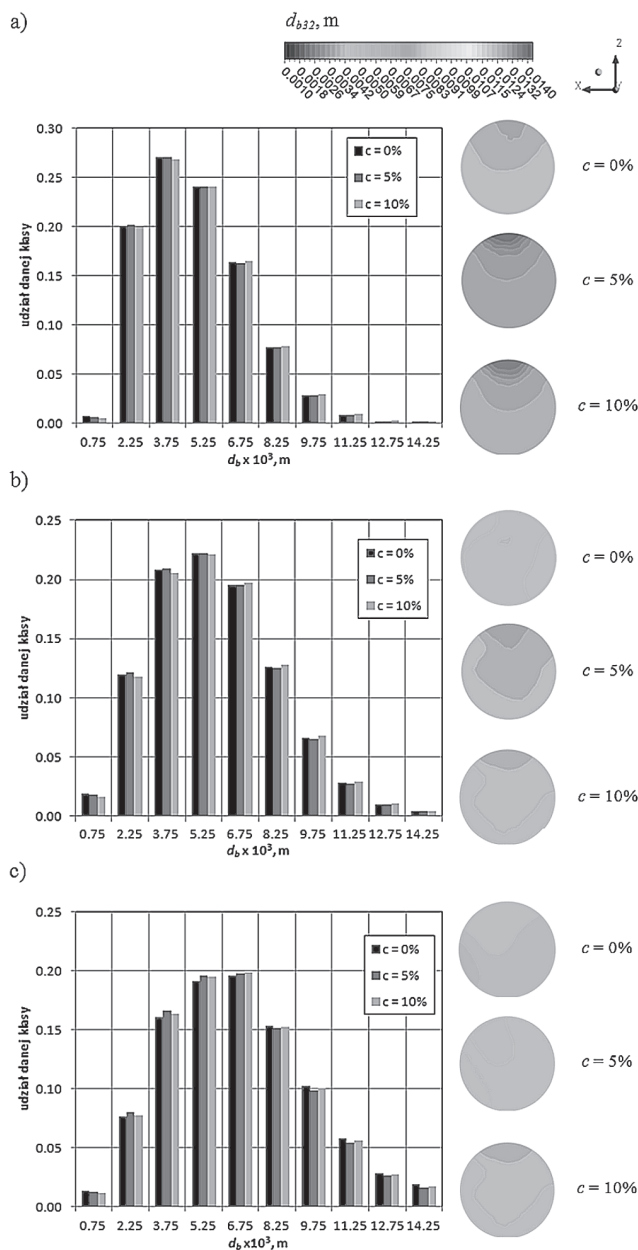 a)
d_b32, m
0.0010 0.0018 0.0026 0.0034 0.0042 0.0050 0.0059 0.0067 0.0075 0.0083 0.0091 0.0099 0.0107 0.0115 0.0124 0.0132 0.0140
Z
X Y
0.30
0.25
0.20
0.15
0.10
0.05
0.00
udział danej klasy
c = 0%
c = 5%
c = 10%
0.75 2.25 3.75 5.25 6.75 8.25 9.75 11.25 12.75 14.25
d_b x 10³, m
c = 0%
c = 5%
c = 10%
b)
0.25
0.20
0.15
0.10
0.05
0.00
udział danej klasy
c = 0%
c = 5%
c = 10%
0.75 2.25 3.75 5.25 6.75 8.25 9.75 11.25 12.75 14.25
d_b x 10³, m
c = 0%
c = 5%
c = 10%
c)
0.25
0.20
0.15
0.10
0.05
0.00
udział danej klasy
c = 0%
c = 5%
c = 10%
0.75 2.25 3.75 5.25 6.75 8.25 9.75 11.25 12.75 14.25
d_b x 10³, m
c = 0%
c = 5%
c = 10%